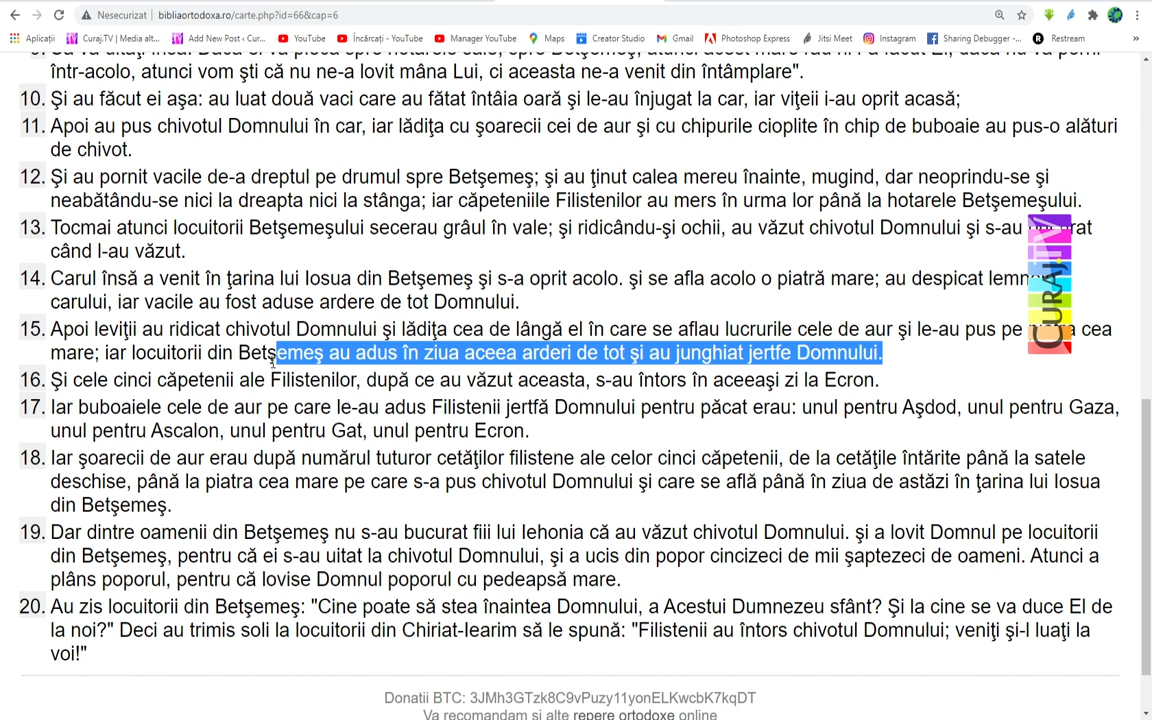 Nesecurizat | bibliaortodoxa.ro/carte.php?id=66&cap=6
Aplicații Curaj.TV | Media alt... Add New Post ‹ Cur... YouTube Încărcați - YouTube Manager YouTube Maps Creator Studio Gmail Photoshop Express Jitsi Meet Instagram Sharing Debugger -... Restream »
într-acolo, atunci vom şti că nu ne-a lovit mâna Lui, ci aceasta ne-a venit din întâmplare".
10. Şi au făcut ei aşa: au luat două vaci care au fătat întâia oară şi le-au înjugat la car, iar viţeii i-au oprit acasă;
11. Apoi au pus chivotul Domnului în car, iar lădiţa cu şoarecii cei de aur şi cu chipurile cioplite în chip de buboaie au pus-o alături
de chivot.
12. Şi au pornit vacile de-a dreptul pe drumul spre Betşemeş; şi au ţinut calea mereu înainte, mugind, dar neoprindu-se şi
neabătându-se nici la dreapta nici la stânga; iar căpeteniile Filistenilor au mers în urma lor până la hotarele Betşemeşului.
13. Tocmai atunci locuitorii Betşemeşului secerau grâul în vale; şi ridicându-şi ochii, au văzut chivotul Domnului şi s-au
când l-au văzut.
14. Carul însă a venit în ţarina lui Iosua din Betşemeş şi s-a oprit acolo. şi se afla acolo o piatră mare; au despicat
carului, iar vacile au fost aduse ardere de tot Domnului.
15. Apoi leviţii au ridicat chivotul Domnului şi lădiţa cea de lângă el în care se aflau lucrurile cele de aur şi le-au pus pe cea
mare; iar locuitorii din Betşemeş au adus în ziua aceea arderi de tot şi au junghiat jertfe Domnului.
16. Şi cele cinci căpetenii ale Filistenilor, după ce au văzut aceasta, s-au întors în aceeaşi zi la Ecron.
17. Iar buboaiele cele de aur pe care le-au adus Filistenii jertfă Domnului pentru păcat erau: unul pentru Aşdod, unul pentru Gaza,
unul pentru Ascalon, unul pentru Gat, unul pentru Ecron.
18. Iar şoarecii de aur erau după numărul tuturor cetăţilor filistene ale celor cinci căpetenii, de la cetăţile întărite până la satele
deschise, până la piatra cea mare pe care s-a pus chivotul Domnului şi care se află până în ziua de astăzi în ţarina lui Iosua
din Betşemeş.
19. Dar dintre oamenii din Betşemeş nu s-au bucurat fiii lui Iehonia că au văzut chivotul Domnului. şi a lovit Domnul pe locuitorii
din Betşemeş, pentru că ei s-au uitat la chivotul Domnului, şi a ucis din popor cincizeci de mii şaptezeci de oameni. Atunci a
plâns poporul, pentru că lovise Domnul poporul cu pedeapsă mare.
20. Au zis locuitorii din Betşemeş: "Cine poate să stea înaintea Domnului, a Acestui Dumnezeu sfânt? Şi la cine se va duce El de
la noi?" Deci au trimis soli la locuitorii din Chiriat-Iearim să le spună: "Filistenii au întors chivotul Domnului; veniţi şi-l luaţi la
voi!"
Donatii BTC: 3JMh3GTzk8C9vPuzy11yonELKwcbK7kqDT
Va recomandam si alte repere ortodoxe online
CURAJ TV